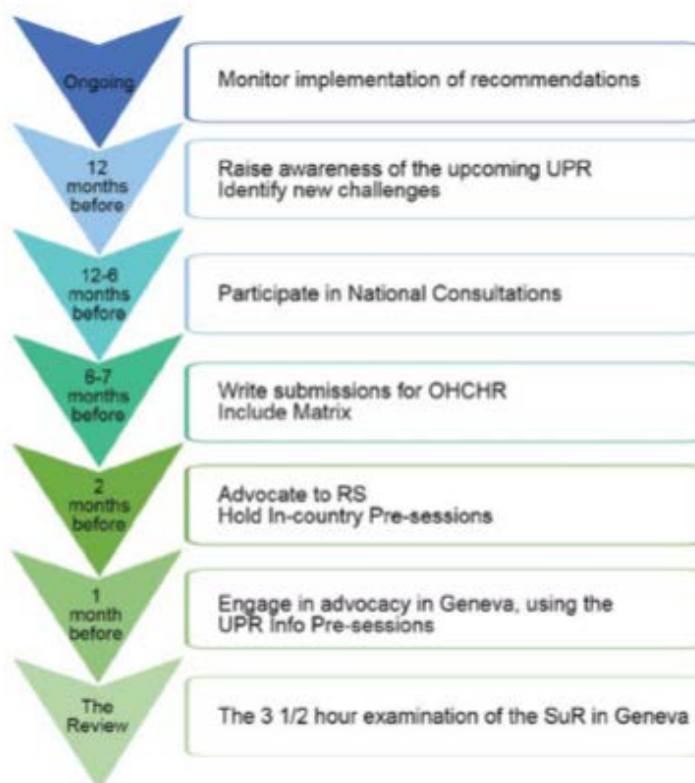 Ongoing
Monitor implementation of recommendations
12
months
before
Raise awareness of the upcoming UPR
Identify new challenges
12-6
months
before
Participate in National Consultations
6-7
months
before
Write submissions for OHCHR
Include Matrix
2
months
before
Advocate to RS
Hold In-country Pre-sessions
1
month
before
Engage in advocacy in Geneva, using the
UPR Info Pre-sessions
The
Review
The 3 1/2 hour examination of the SuR in Geneva